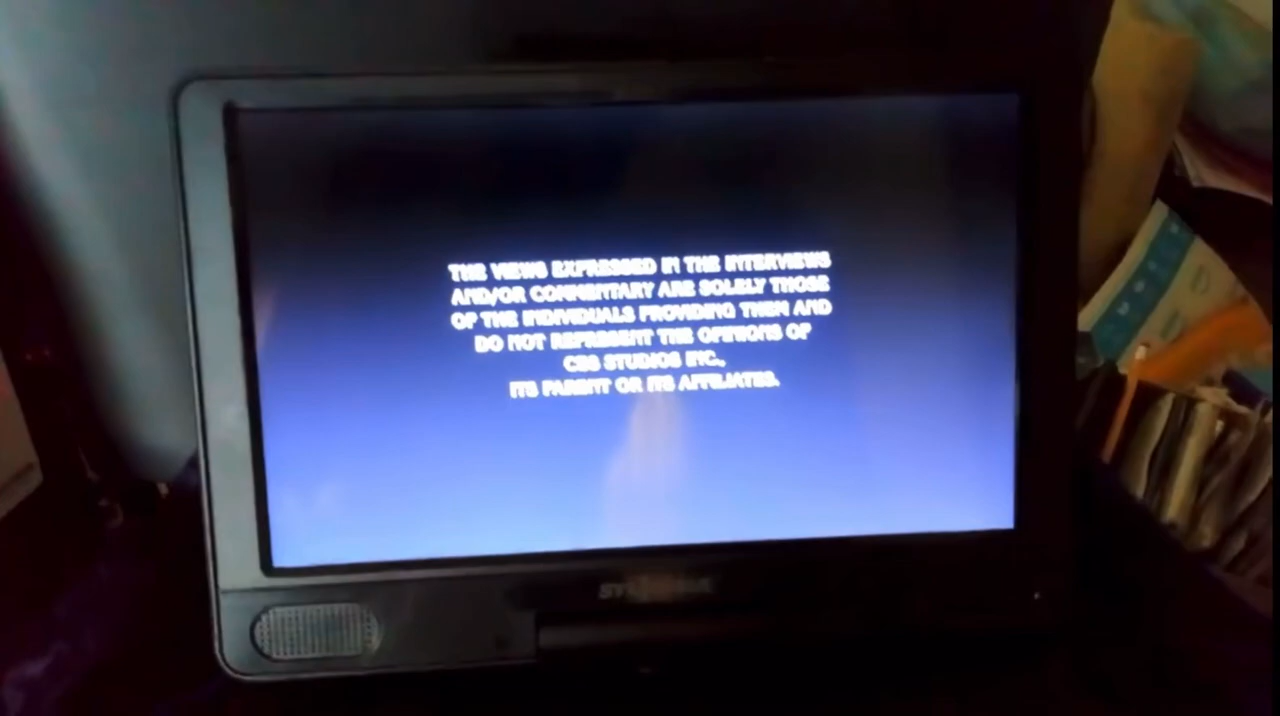 THE VIEWS EXPRESSED IN THE INTERVIEWS
AND/OR COMMENTARY ARE SOLELY THOSE
OF THE INDIVIDUALS PROVIDING THEM AND
DO NOT REPRESENT THE OPINIONS OF
CBS STUDIOS INC.,
ITS PARENT OR ITS AFFILIATES.